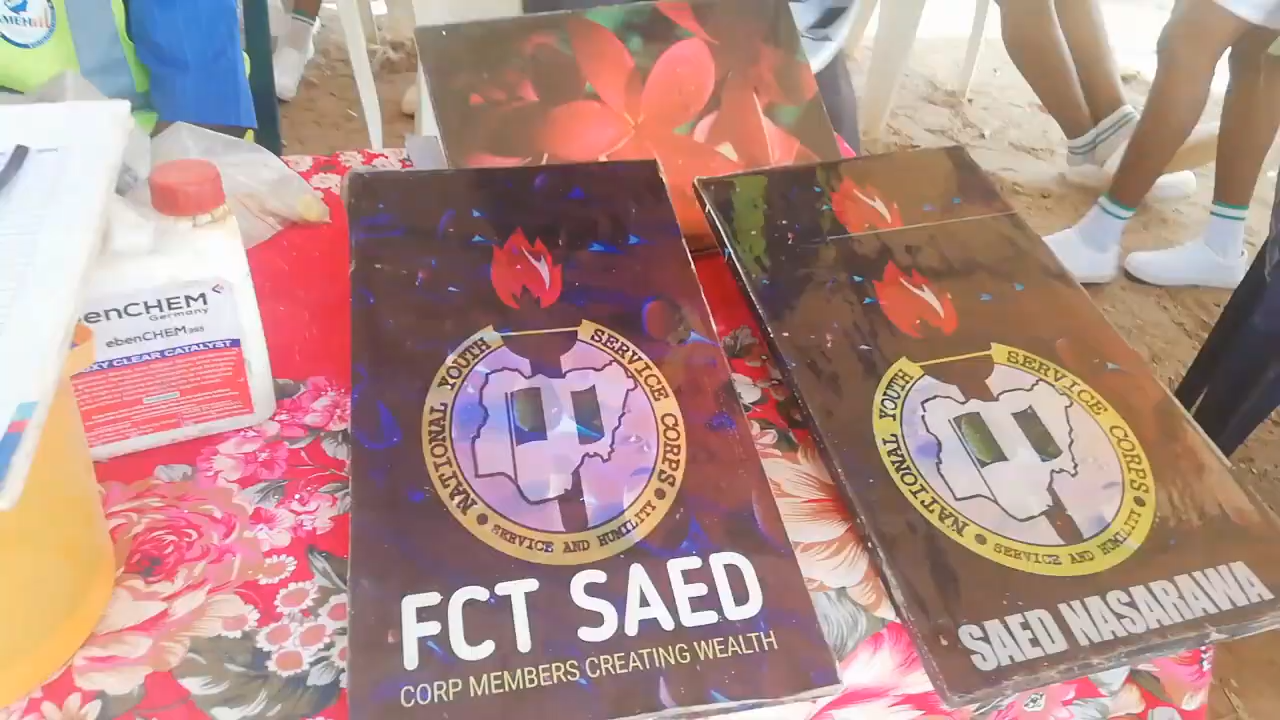 enCHEM
Germany
ebenCHEM 365
XY CLEAR CATALYST
NATIONAL YOUTH SERVICE CORPS
SERVICE AND HUMILITY
FCT SAED
CORP MEMBERS CREATING WEALTH
NATIONAL YOUTH SERVICE CORPS
SERVICE AND HUMILITY
SAED NASARAWA